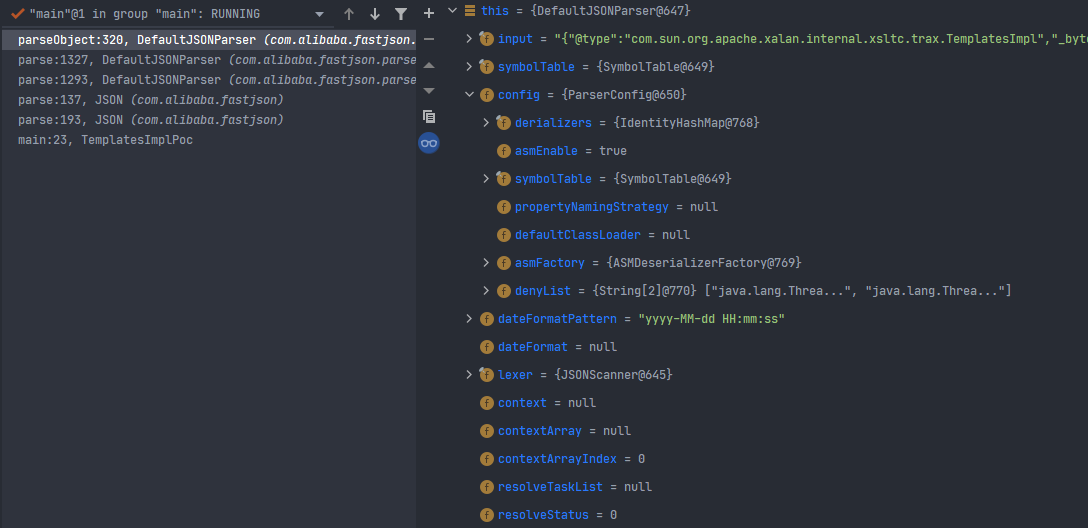 "main"@1 in group "main": RUNNING
parseObject:320, DefaultJSONParser (com.alibaba.fastjson.
parse:1327, DefaultJSONParser (com.alibaba.fastjson.parse
parse:1293, DefaultJSONParser (com.alibaba.fastjson.parse
parse:137, JSON (com.alibaba.fastjson)
parse:193, JSON (com.alibaba.fastjson)
main:23, TemplatesImplPoc
this = {DefaultJSONParser@647}
f input = "{"@type":"com.sun.org.apache.xalan.internal.xsltc.trax.TemplatesImpl","_byt
f symbolTable = {SymbolTable@649}
f config = {ParserConfig@650}
f derializers = {IdentityHashMap@768}
f asmEnable = true
f symbolTable = {SymbolTable@649}
f propertyNamingStrategy = null
f defaultClassLoader = null
f asmFactory = {ASMDeserializerFactory@769}
f denyList = {String[2]@770} ["java.lang.Threa...", "java.lang.Threa..."]
f dateFormatPattern = "yyyy-MM-dd HH:mm:ss"
f dateFormat = null
f lexer = {JSONScanner@645}
f context = null
f contextArray = null
f contextArrayIndex = 0
f resolveTaskList = null
f resolveStatus = 0